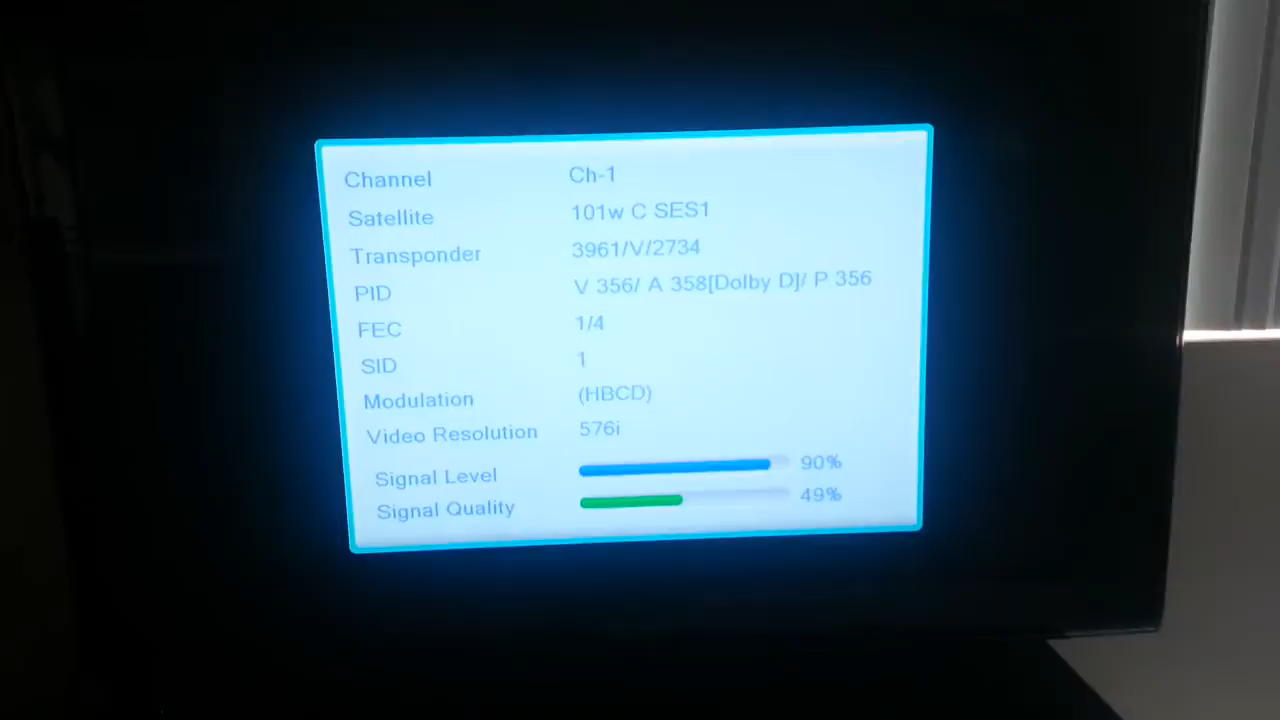 Channel Ch-1
Satellite 101w C SES1
Transponder 3961/V/2734
PID V 356/ A 358[Dolby D]/ P 356
FEC 1/4
SID 1
Modulation (HBCD)
Video Resolution 576i
Signal Level 90%
Signal Quality 49%